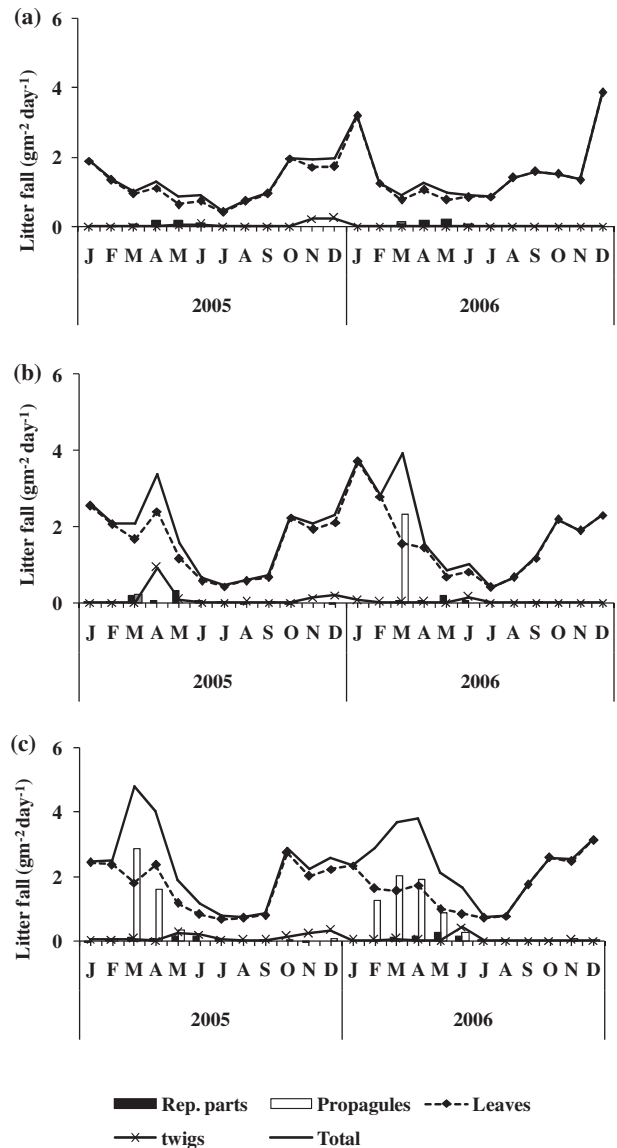 (a)
6
4
2
0
Litter fall (gm-2 day-1)
J F M A M J J A S O N D J F M A M J J A S O N D
2005 2006
(b)
6
4
2
0
Litter fall (gm-2 day-1)
J F M A M J J A S O N D J F M A M J J A S O N D
2005 2006
(c)
6
4
2
0
Litter fall (gm-2 day-1)
J F M A M J J A S O N D J F M A M J J A S O N D
2005 2006
Rep. parts Propagules Leaves
twigs Total